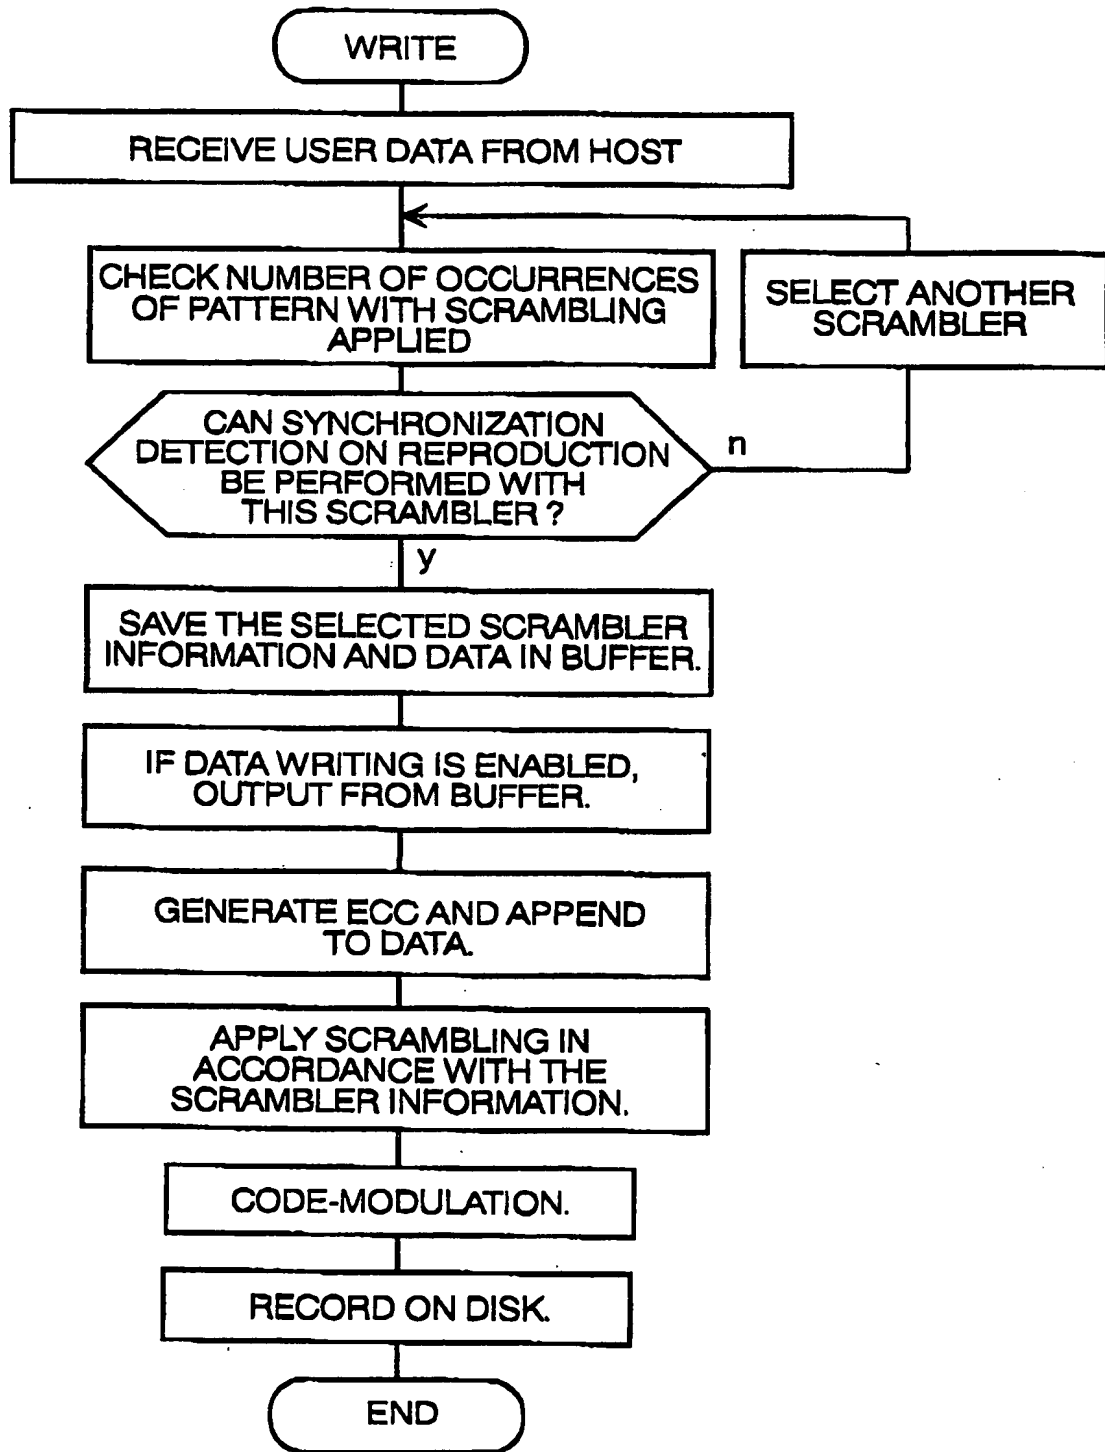 WRITE
RECEIVE USER DATA FROM HOST
CHECK NUMBER OF OCCURRENCES
OF PATTERN WITH SCRAMBLING
APPLIED
SELECT ANOTHER
SCRAMBLER
CAN SYNCHRONIZATION
DETECTION ON REPRODUCTION
BE PERFORMED WITH
THIS SCRAMBLER ?
n
y
SAVE THE SELECTED SCRAMBLER
INFORMATION AND DATA IN BUFFER.
IF DATA WRITING IS ENABLED,
OUTPUT FROM BUFFER.
GENERATE ECC AND APPEND
TO DATA.
APPLY SCRAMBLING IN
ACCORDANCE WITH THE
SCRAMBLER INFORMATION.
CODE-MODULATION.
RECORD ON DISK.
END